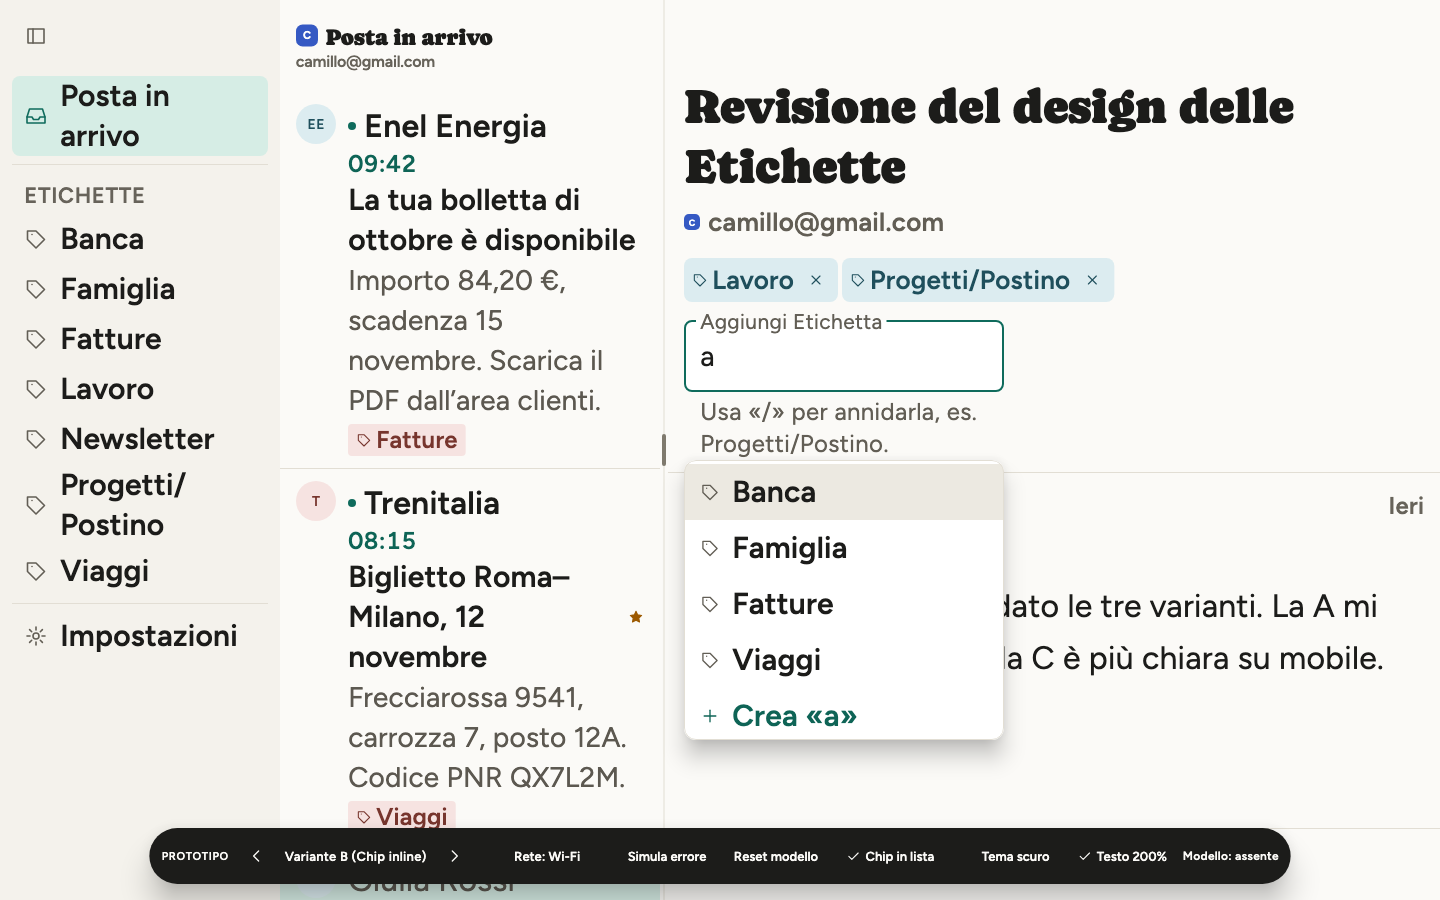 Posta in
arrivo
ETICHETTE
Banca
Famiglia
Fatture
Lavoro
Newsletter
Progetti/
Postino
Viaggi
Impostazioni
C Posta in arrivo
camillo@gmail.com
EE Enel Energia
09:42
La tua bolletta di
ottobre è disponibile
Importo 84,20 €,
scadenza 15
novembre. Scarica il
PDF dall’area clienti.
Fatture
T Trenitalia
08:15
Biglietto Roma–
Milano, 12
novembre
Frecciarossa 9541,
carrozza 7, posto 12A.
Codice PNR QX7L2M.
Viaggi
Giulia Rossi
Revisione del design delle
Etichette
C camillo@gmail.com
Lavoro × Progetti/Postino ×
Aggiungi Etichetta
a
Usa «/» per annidarla, es.
Progetti/Postino.
Banca
Famiglia
Fatture
Viaggi
+ Crea «a»
Ieri
dato le tre varianti. La A mi
la C è più chiara su mobile.
PROTOTIPO Variante B (Chip inline) Rete: Wi-Fi Simula errore Reset modello ✓ Chip in lista Tema scuro ✓ Testo 200% Modello: assente